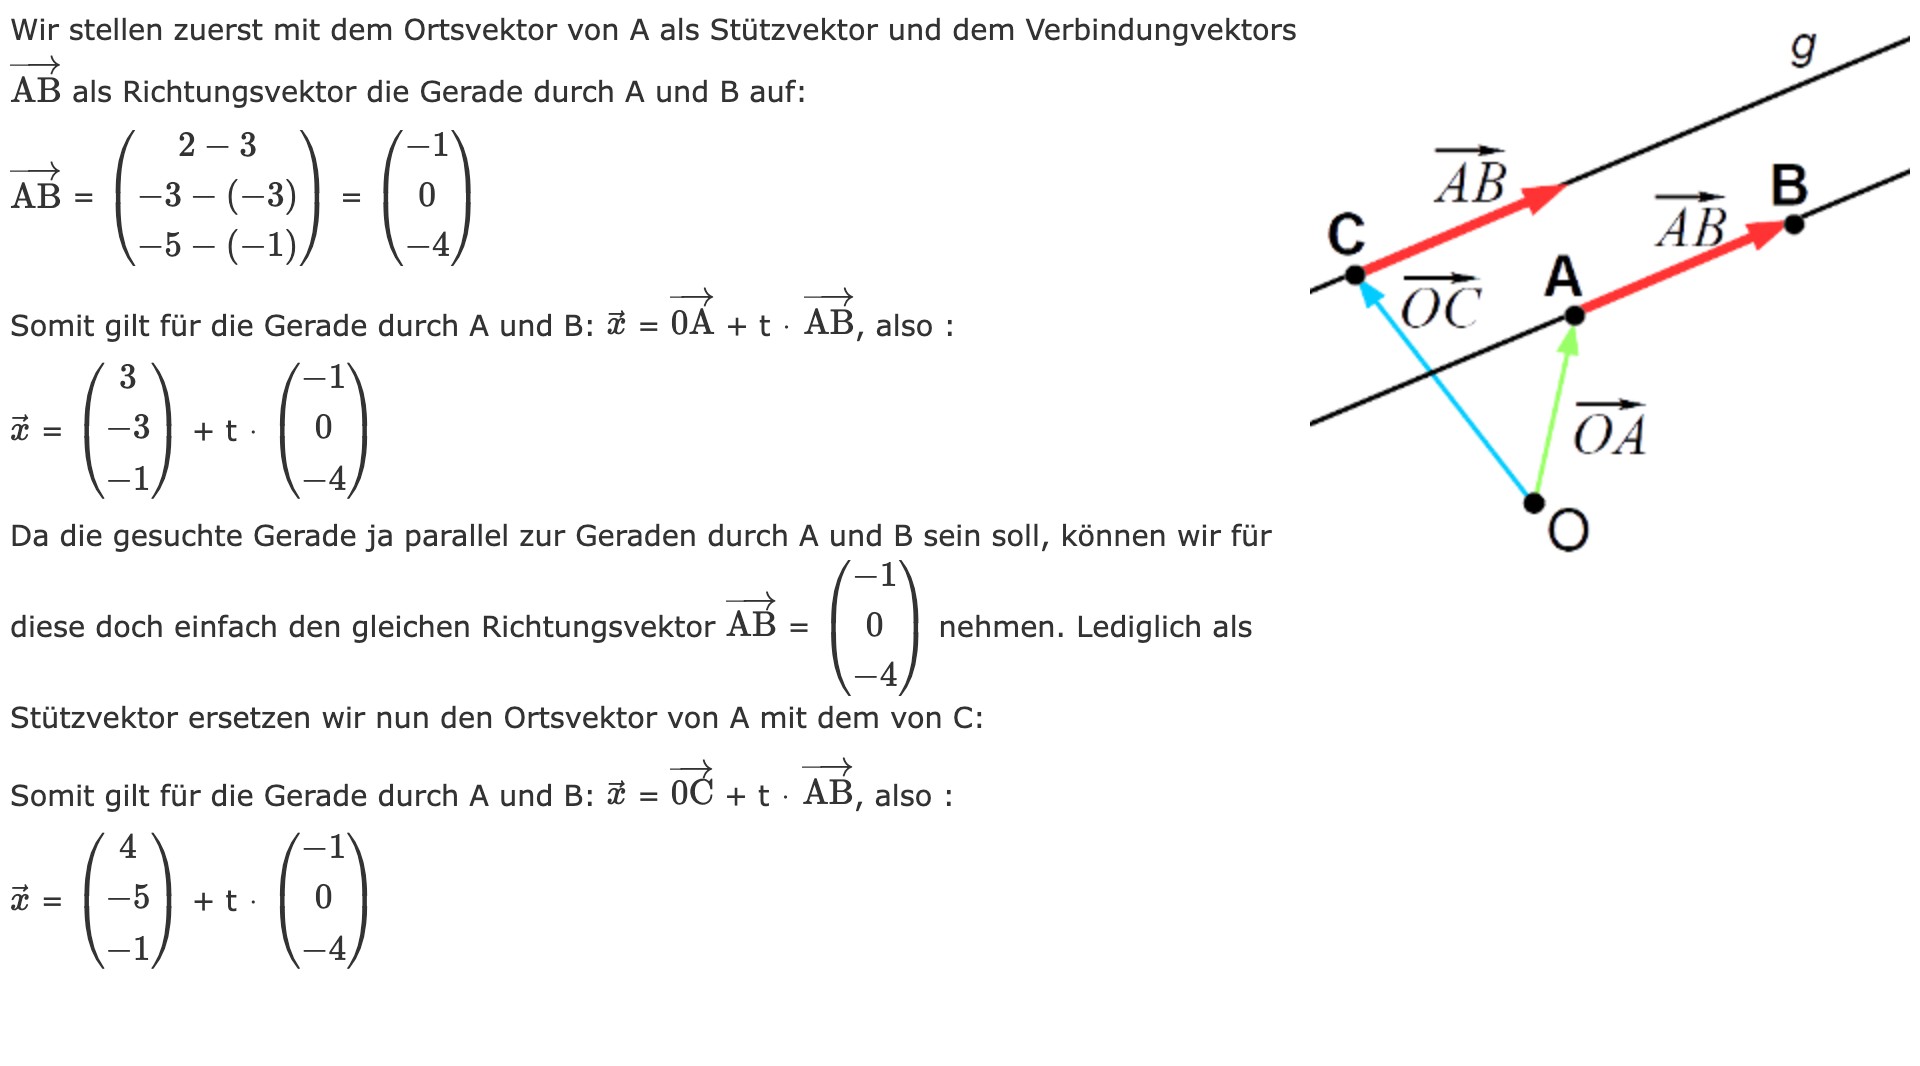 Wir stellen zuerst mit dem Ortsvektor von A als Stützvektor und dem Verbindungvektors
$\overrightarrow{AB}$ als Richtungsvektor die Gerade durch A und B auf:
$\overrightarrow{AB} = \begin{pmatrix} 2-3 \\ -3-(-3) \\ -5-(-1) \end{pmatrix} = \begin{pmatrix} -1 \\ 0 \\ -4 \end{pmatrix}$
Somit gilt für die Gerade durch A und B: $\vec{x} = \overrightarrow{0A} + t \cdot \overrightarrow{AB}$, also :
$\vec{x} = \begin{pmatrix} 3 \\ -3 \\ -1 \end{pmatrix} + t \cdot \begin{pmatrix} -1 \\ 0 \\ -4 \end{pmatrix}$
Da die gesuchte Gerade ja parallel zur Geraden durch A und B sein soll, können wir für
diese doch einfach den gleichen Richtungsvektor $\overrightarrow{AB} = \begin{pmatrix} -1 \\ 0 \\ -4 \end{pmatrix}$ nehmen. Lediglich als
Stützvektor ersetzen wir nun den Ortsvektor von A mit dem von C:
Somit gilt für die Gerade durch A und B: $\vec{x} = \overrightarrow{0C} + t \cdot \overrightarrow{AB}$, also :
$\vec{x} = \begin{pmatrix} 4 \\ -5 \\ -1 \end{pmatrix} + t \cdot \begin{pmatrix} -1 \\ 0 \\ -4 \end{pmatrix}$
g
$\overrightarrow{AB}$
B
$\overrightarrow{AB}$
C
A
$\overrightarrow{OC}$
$\overrightarrow{OA}$
O